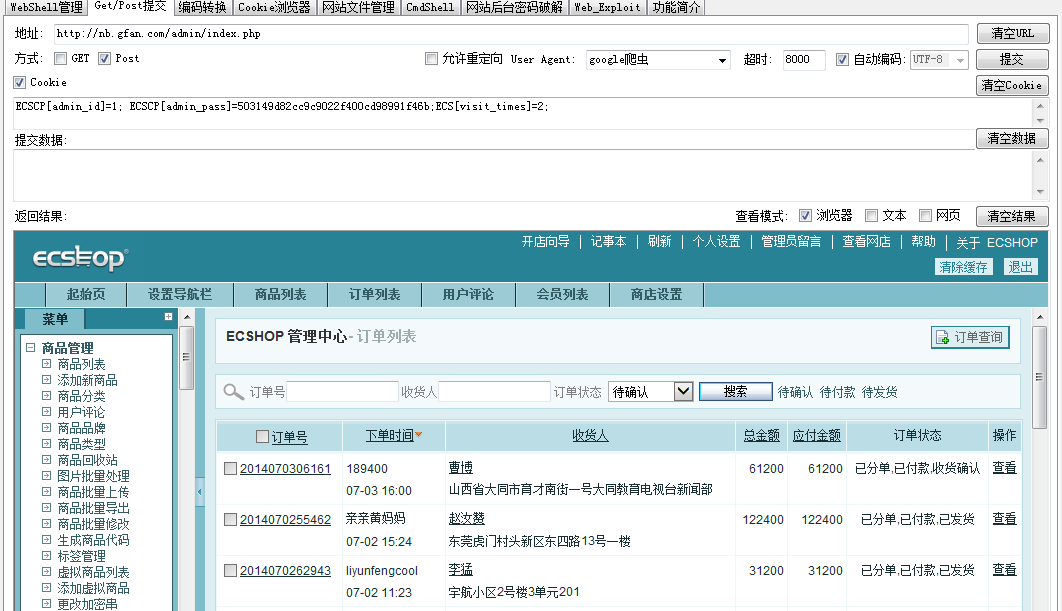 WebShell管理 Get/Post提交 编码转换 Cookie浏览器 网站文件管理 CmdShell 网站后台密码破解 Web_Exploit 功能简介
地址: http://nb.gfan.com/admin/index.php 清空URL
方式: GET Post 允许重定向 User Agent: google爬虫 超时: 8000 自动编码: UTF-8 提交
Cookie 清空Cookie
ECSCP[admin_id]=1; ECSCP[admin_pass]=503149d82cc9c9022f400cd98991f46b;ECS[visit_times]=2;
提交数据: 清空数据
返回结果: 查看模式: 浏览器 文本 网页 清空结果
开店向导 记事本 刷新 个人设置 管理员留言 查看网店 帮助 关于 ECSHOP
ecshop
清除缓存 退出
起始页 设置导航栏 商品列表 订单列表 用户评论 会员列表 商店设置
菜单
商品管理
商品列表
添加新商品
商品分类
用户评论
商品品牌
商品类型
商品回收站
图片批量处理
商品批量上传
商品批量导出
商品批量修改
生成商品代码
标签管理
虚拟商品列表
添加虚拟商品
更改加密串
ECSHOP 管理中心 - 订单列表 订单查询
订单号 收货人 订单状态 待确认 搜索 待确认 待付款 待发货
订单号 下单时间 收货人 总金额 应付金额 订单状态 操作
2014070306161 189400 曹博 61200 61200 已分单,已付款,收货确认 查看
07-03 16:00 山西省大同市育才南街一号大同教育电视台新闻部
2014070255462 亲亲黄妈妈 赵汝赞 122400 122400 已分单,已付款,已发货 查看
07-02 15:24 东莞虎门村头新区东四路13号一楼
2014070262943 liyunfengcool 李猛 31200 31200 已分单,已付款,已发货 查看
07-02 11:23 宇航小区2号楼3单元201